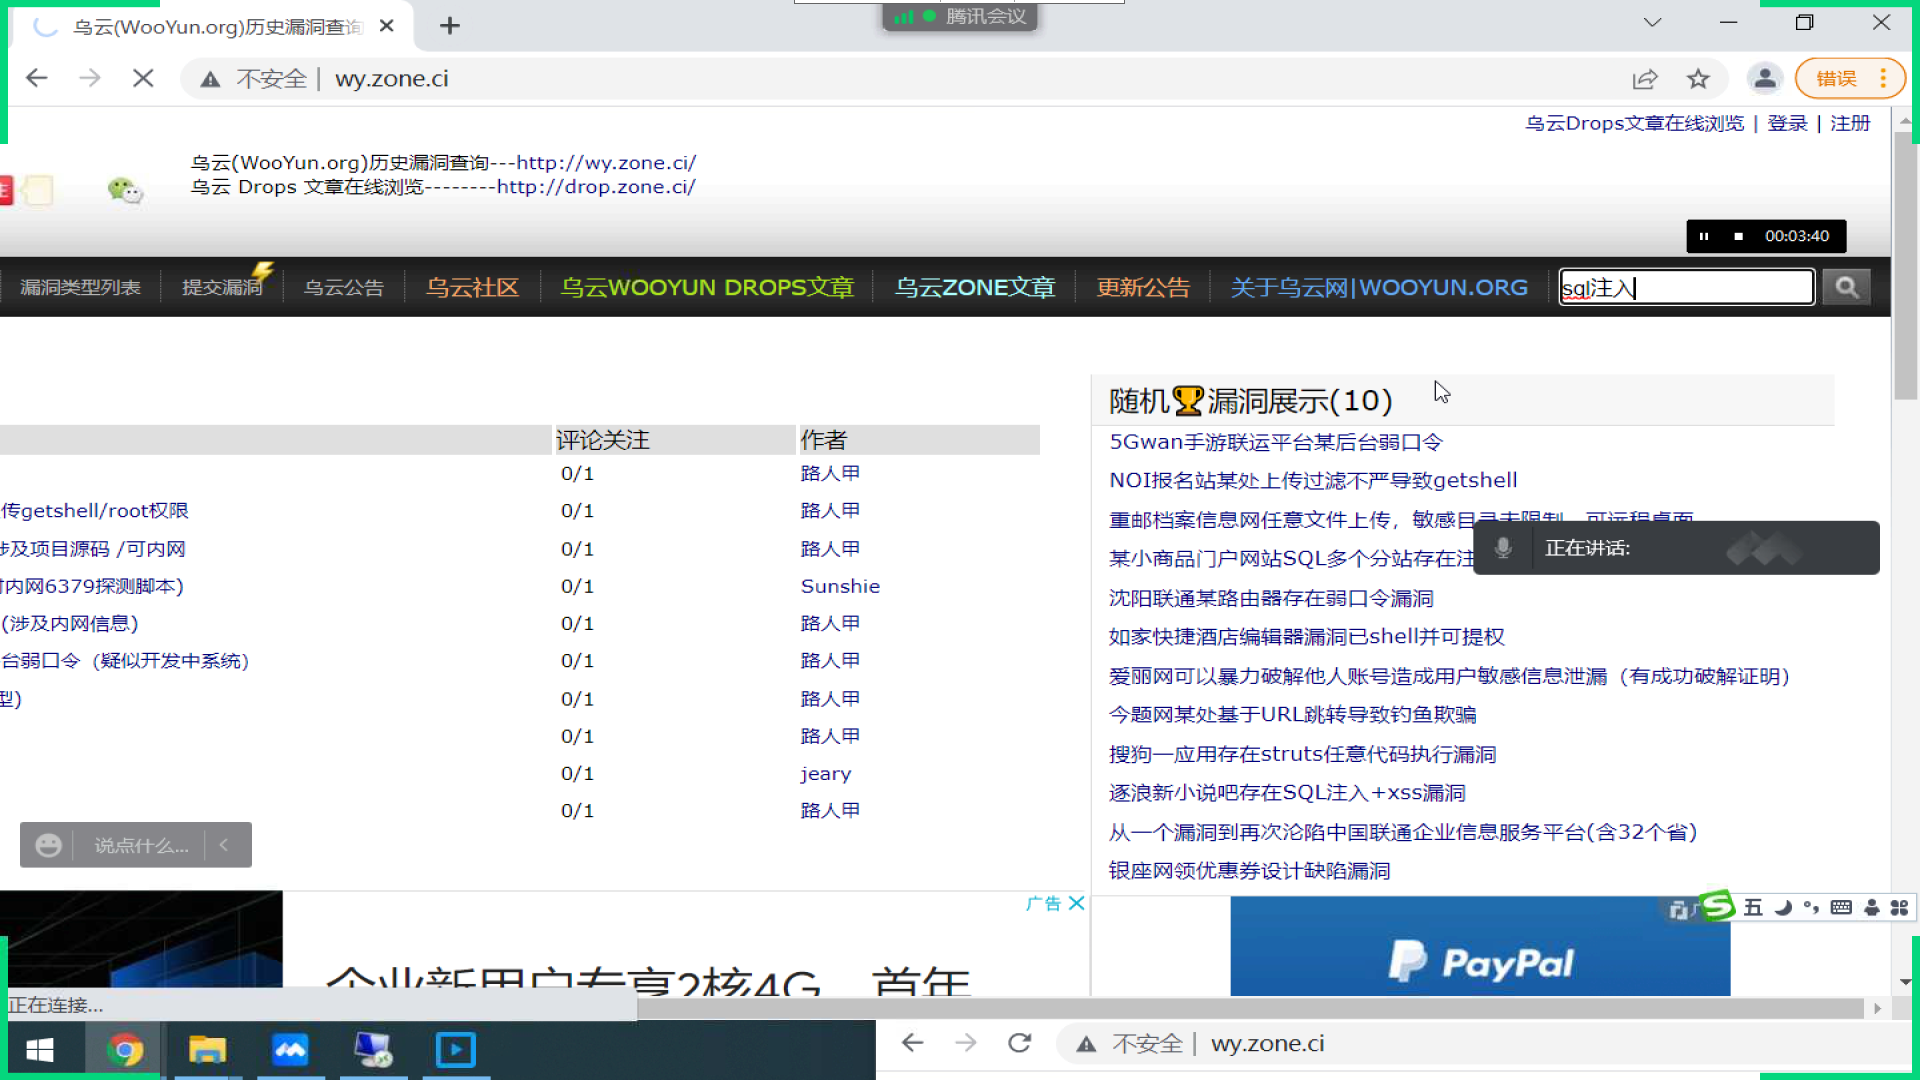 腾讯会议
乌云(WooYun.org)历史漏洞查询
不安全 | wy.zone.ci
错误
乌云Drops文章在线浏览 | 登录 | 注册
乌云(WooYun.org)历史漏洞查询---http://wy.zone.ci/
乌云 Drops 文章在线浏览--------http://drop.zone.ci/
00:03:40
漏洞类型列表
提交漏洞
乌云公告
乌云社区
乌云WOOYUN DROPS文章
乌云ZONE文章
更新公告
关于乌云网|WOOYUN.ORG
sql注入
评论关注 作者
0/1 路人甲
传getshell/root权限 0/1 路人甲
涉及项目源码 /可内网 0/1 路人甲
内网6379探测脚本) 0/1 Sunshie
(涉及内网信息) 0/1 路人甲
台弱口令（疑似开发中系统) 0/1 路人甲
型) 0/1 路人甲
0/1 路人甲
0/1 jeary
0/1 路人甲
随机🏆漏洞展示(10)
5Gwan手游联运平台某后台弱口令
NOI报名站某处上传过滤不严导致getshell
重邮档案信息网任意文件上传，敏感目录未限制，可远程桌面
某小商品门户网站SQL多个分站存在注
沈阳联通某路由器存在弱口令漏洞
如家快捷酒店编辑器漏洞已shell并可提权
爱丽网可以暴力破解他人账号造成用户敏感信息泄漏（有成功破解证明）
今题网某处基于URL跳转导致钓鱼欺骗
搜狗一应用存在struts任意代码执行漏洞
逐浪新小说吧存在SQL注入+xss漏洞
从一个漏洞到再次沦陷中国联通企业信息服务平台(含32个省)
银座网领优惠券设计缺陷漏洞
正在讲话:
说点什么...
广告
企业新用户专享2核4G 首年
PayPal
五
正在连接...
不安全 | wy.zone.ci